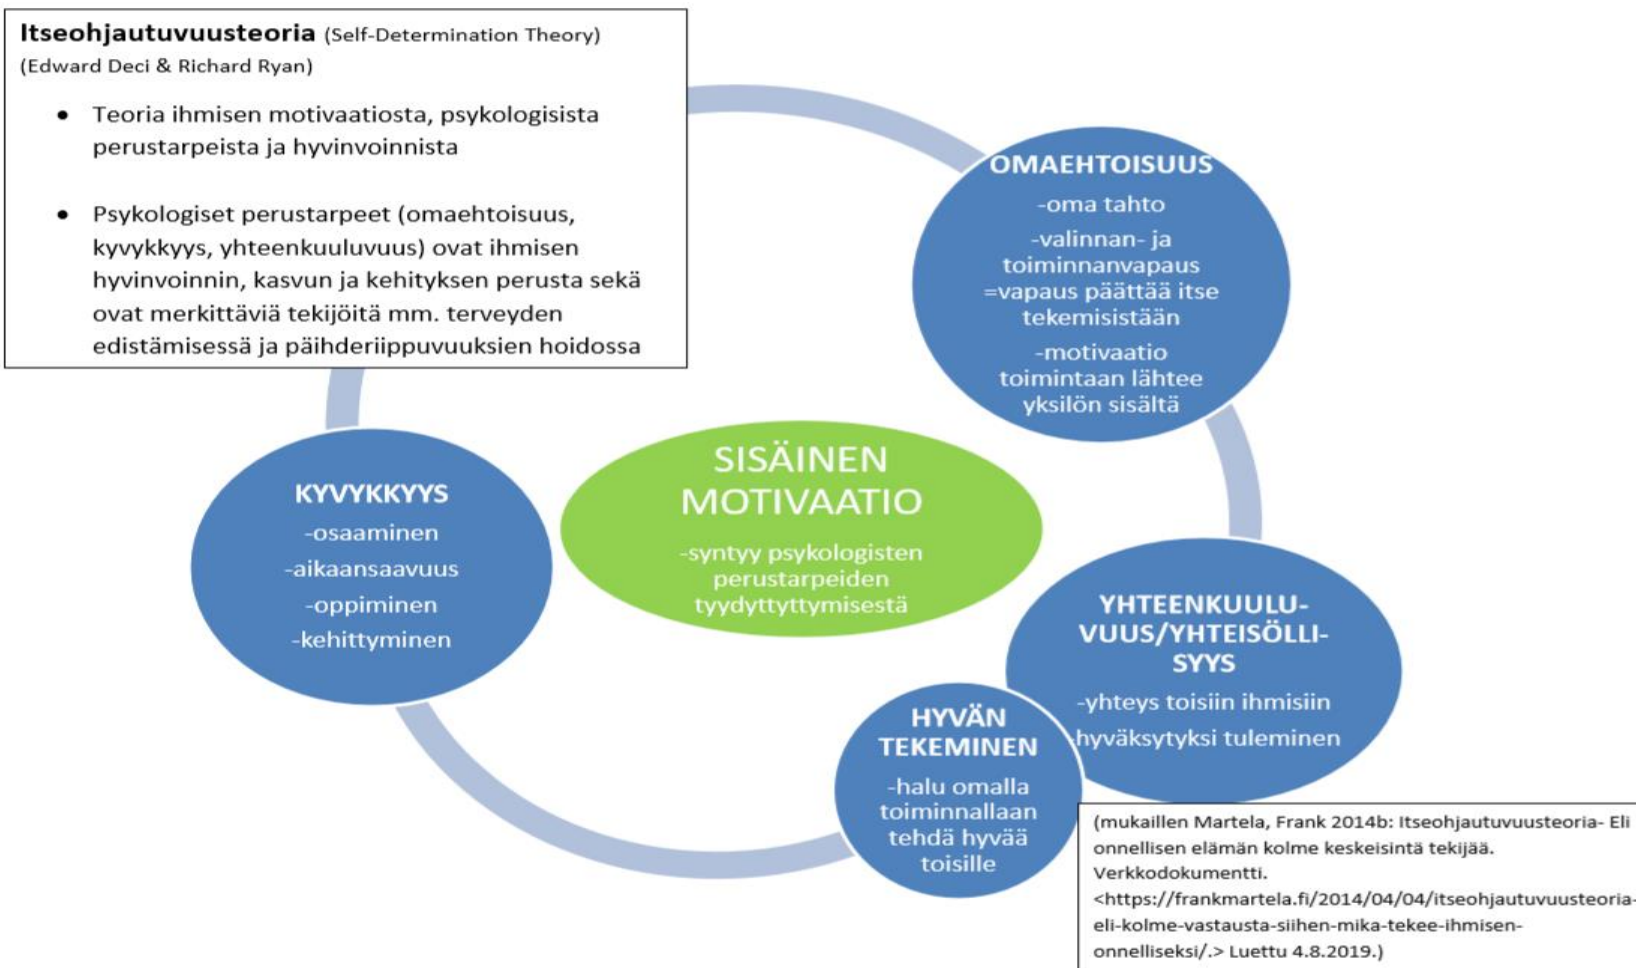 Itseohjautuvuusteoria (Self-Determination Theory)
(Edward Deci & Richard Ryan)
• Teoria ihmisen motivaatiosta, psykologisista
perustarpeista ja hyvinvoinnista
• Psykologiset perustarpeet (omaehtoisuus,
kyvykkyys, yhteenkuuluvuus) ovat ihmisen
hyvinvoinnin, kasvun ja kehityksen perusta sekä
ovat merkittäviä tekijöitä mm. terveyden
edistämisessä ja päihderiippuvuuksien hoidossa
OMAEHTOISUUS
-oma tahto
-valinnan- ja
toiminnanvapaus
=vapaus päättää itse
tekemisistään
-motivaatio
toimintaan lähtee
yksilön sisältä
SISÄINEN
MOTIVAATIO
-syntyy psykologisten
perustarpeiden
tyydyttyttymisestä
KYVYKKYYS
-osaaminen
-aikaansaavuus
-oppiminen
-kehittyminen
YHTEENKUULU-
VUUS/YHTEISÖLLI-
SYYS
-yhteys toisiin ihmisiin
-hyväksytyksi tuleminen
HYVÄN
TEKEMINEN
-halu omalla
toiminnallaan
tehdä hyvää
toisille
(mukaillen Martela, Frank 2014b: Itseohjautuvuusteoria- Eli
onnellisen elämän kolme keskeisintä tekijää.
Verkkodokumentti.
<https://frankmartela.fi/2014/04/04/itseohjautuvuusteoria-
eli-kolme-vastausta-siihen-mika-tekee-ihmisen-
onnelliseksi/.> Luettu 4.8.2019.)